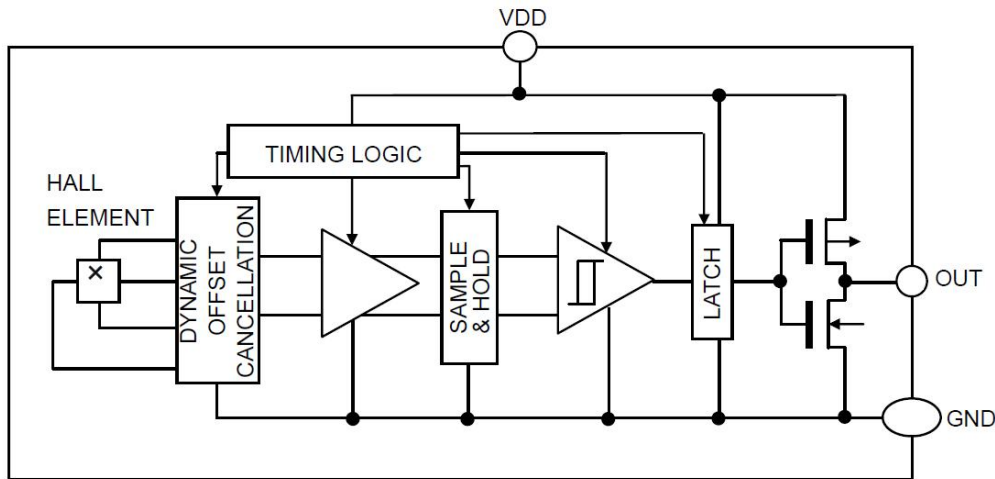 VDD
TIMING LOGIC
HALL
ELEMENT
DYNAMIC
OFFSET
CANCELLATION
SAMPLE
& HOLD
LATCH
OUT
GND